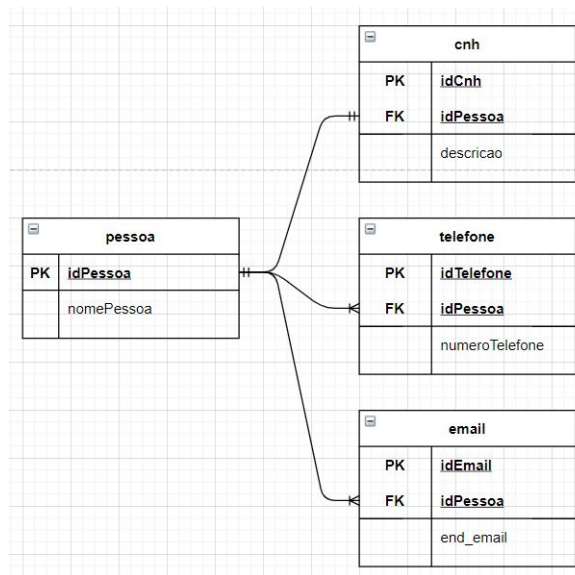 cnh
PK idCnh
FK idPessoa
descricao
pessoa
PK idPessoa
nomePessoa
telefone
PK idTelefone
FK idPessoa
numeroTelefone
email
PK idEmail
FK idPessoa
end_email